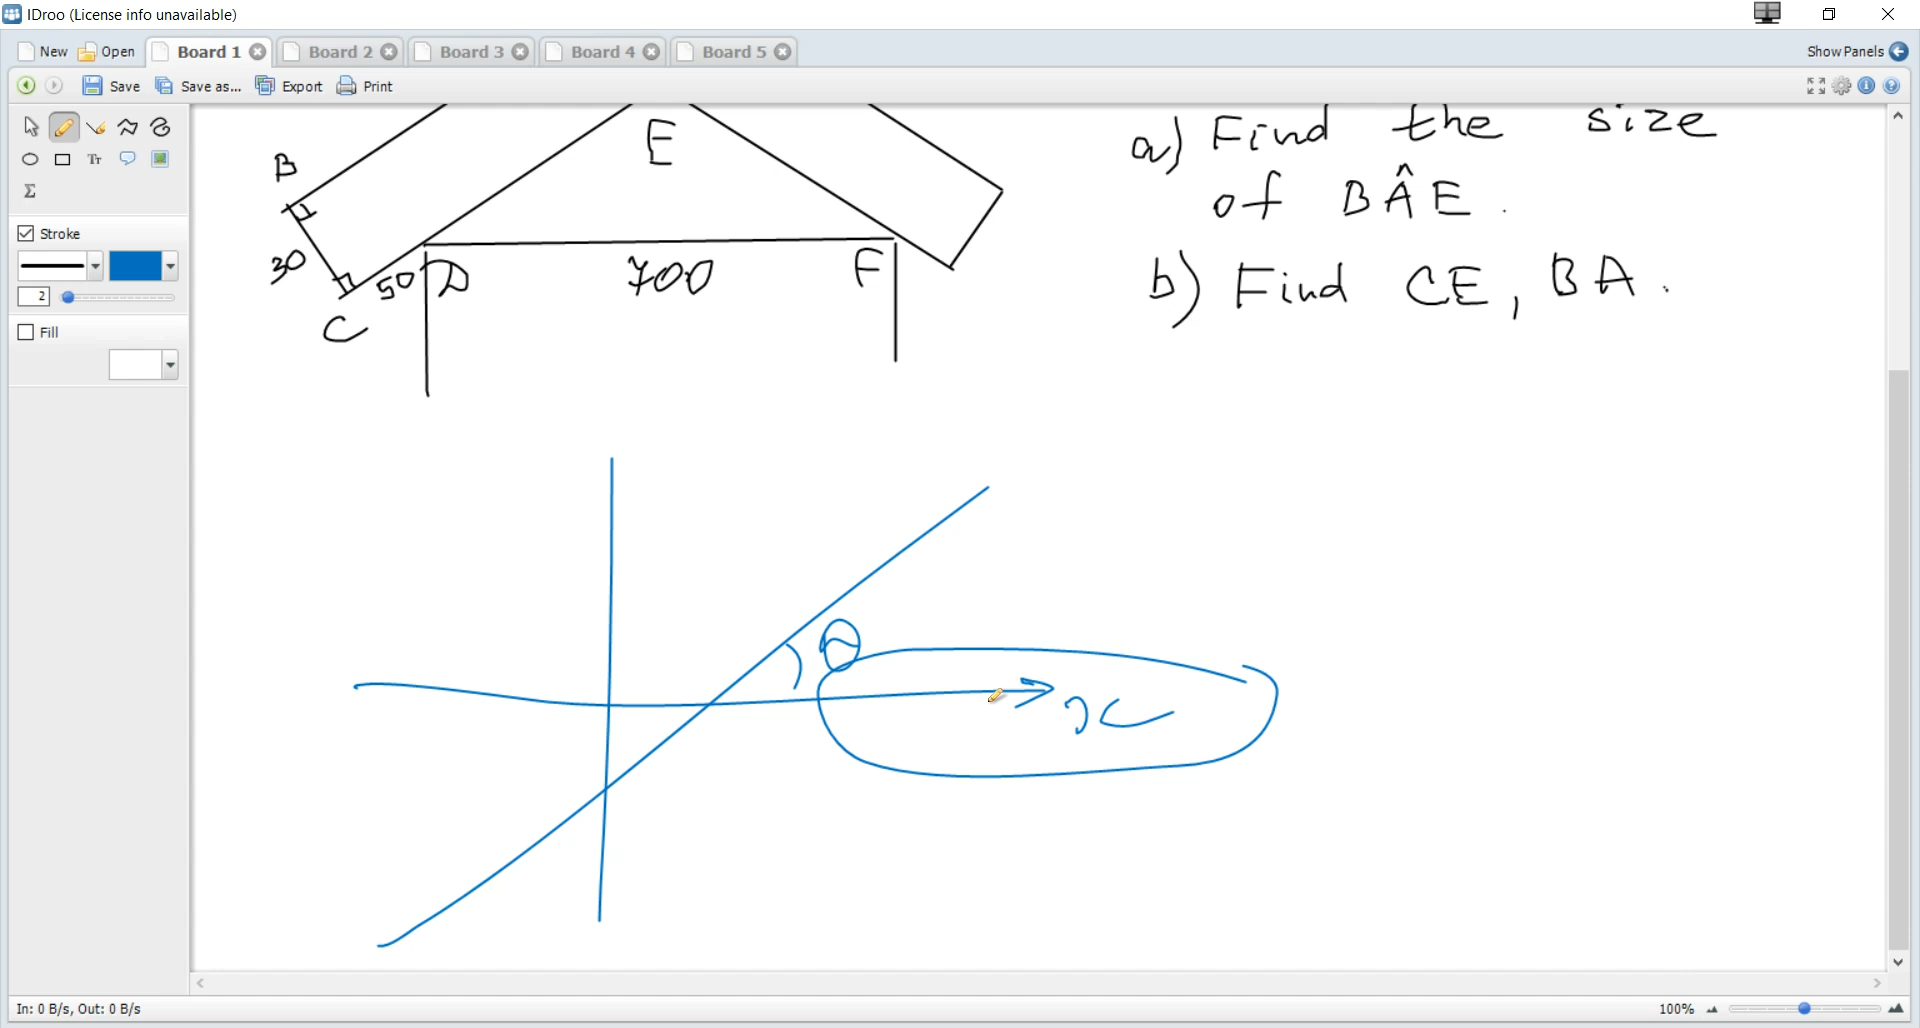 IDroo (License info unavailable)
New Open Board 1 Board 2 Board 3 Board 4 Board 5 Show Panels
Save Save as... Export Print
Tr
Σ
Stroke
2
Fill
B
30
C
50 D
E
700
F
a) Find the size
of BÂE.
b) Find CE, BA.
θ
x
In: 0 B/s, Out: 0 B/s 100%